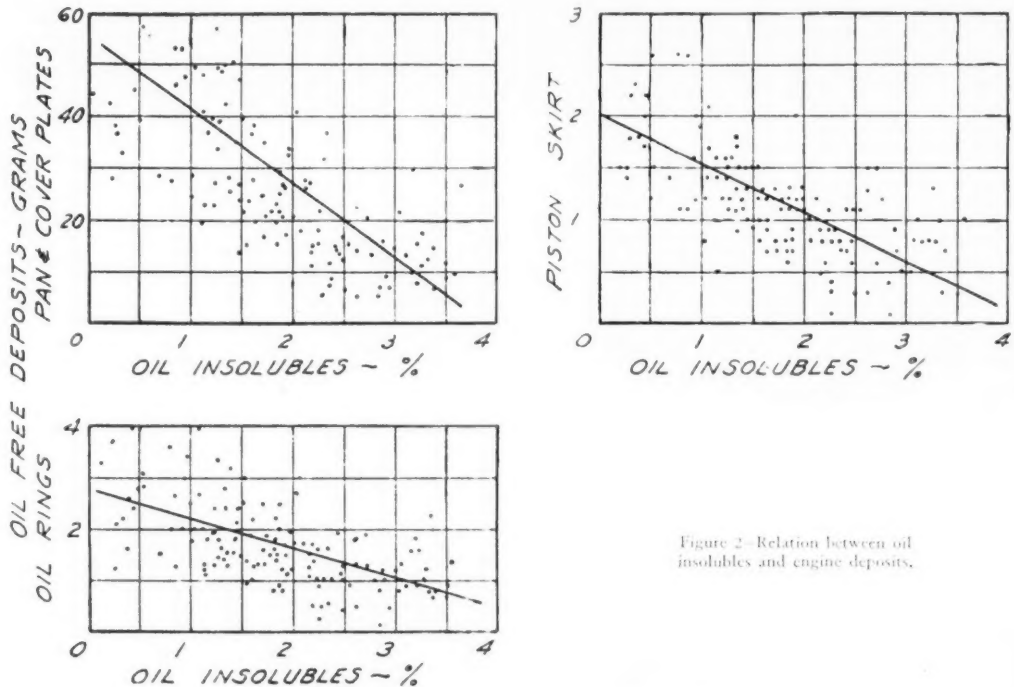 OIL FREE DEPOSITS ~ GRAMS
PAN & COVER PLATES
60
40
20
0 1 2 3 4
OIL INSOLUBLES ~ %
PISTON SKIRT
3
2
1
0 1 2 3 4
OIL INSOLUBLES ~ %
OIL RINGS
4
2
0 1 2 3 4
OIL INSOLUBLES ~ %
Figure 2—Relation between oil
insolubles and engine deposits.